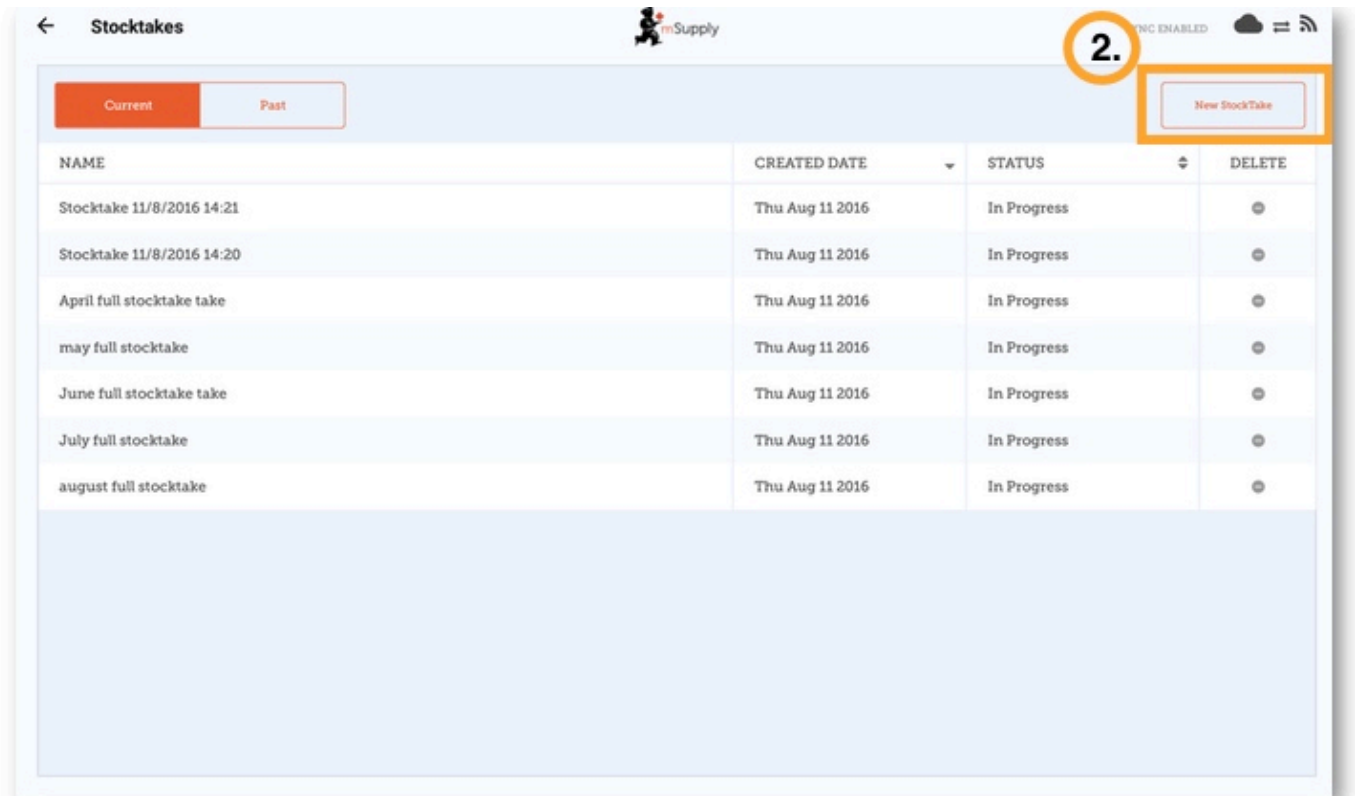 Stocktakes
mSupply
2.
NC ENABLED
Current Past
New StockTake
NAME CREATED DATE STATUS DELETE
Stocktake 11/8/2016 14:21 Thu Aug 11 2016 In Progress
Stocktake 11/8/2016 14:20 Thu Aug 11 2016 In Progress
April full stocktake take Thu Aug 11 2016 In Progress
may full stocktake Thu Aug 11 2016 In Progress
June full stocktake take Thu Aug 11 2016 In Progress
July full stocktake Thu Aug 11 2016 In Progress
august full stocktake Thu Aug 11 2016 In Progress